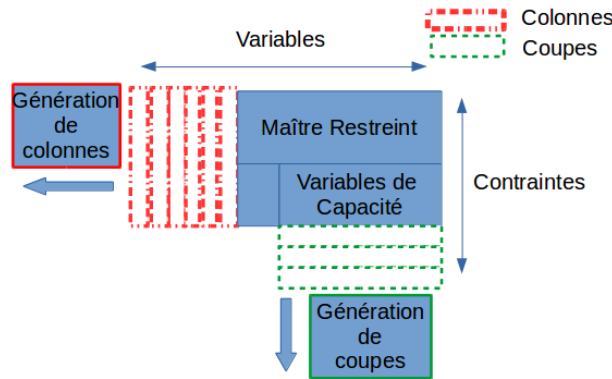 Variables
Colonnes
Coupes
Génération
de
colonnes
Maître Restreint
Variables de
Capacité
Contraintes
Génération
de
coupes